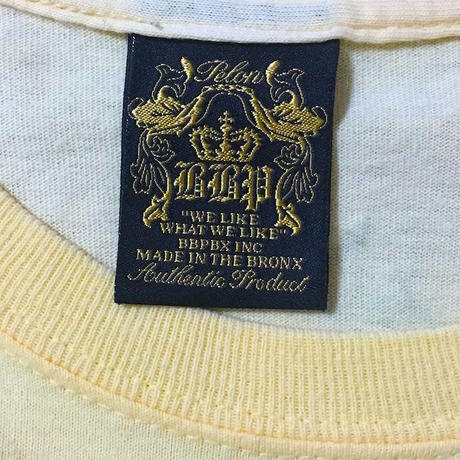 Pelon
BBP
"WE LIKE
WHAT WE LIKE"
BBPBX INC
MADE IN THE BRONX
Authentic Product